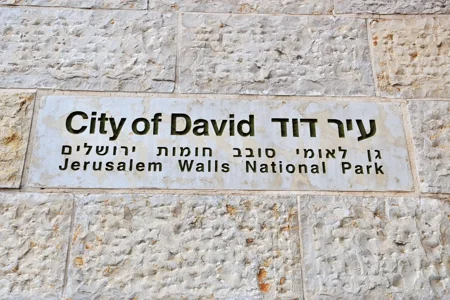 City of David עיר דוד
גן לאומי סובב חומות ירושלים
Jerusalem Walls National Park